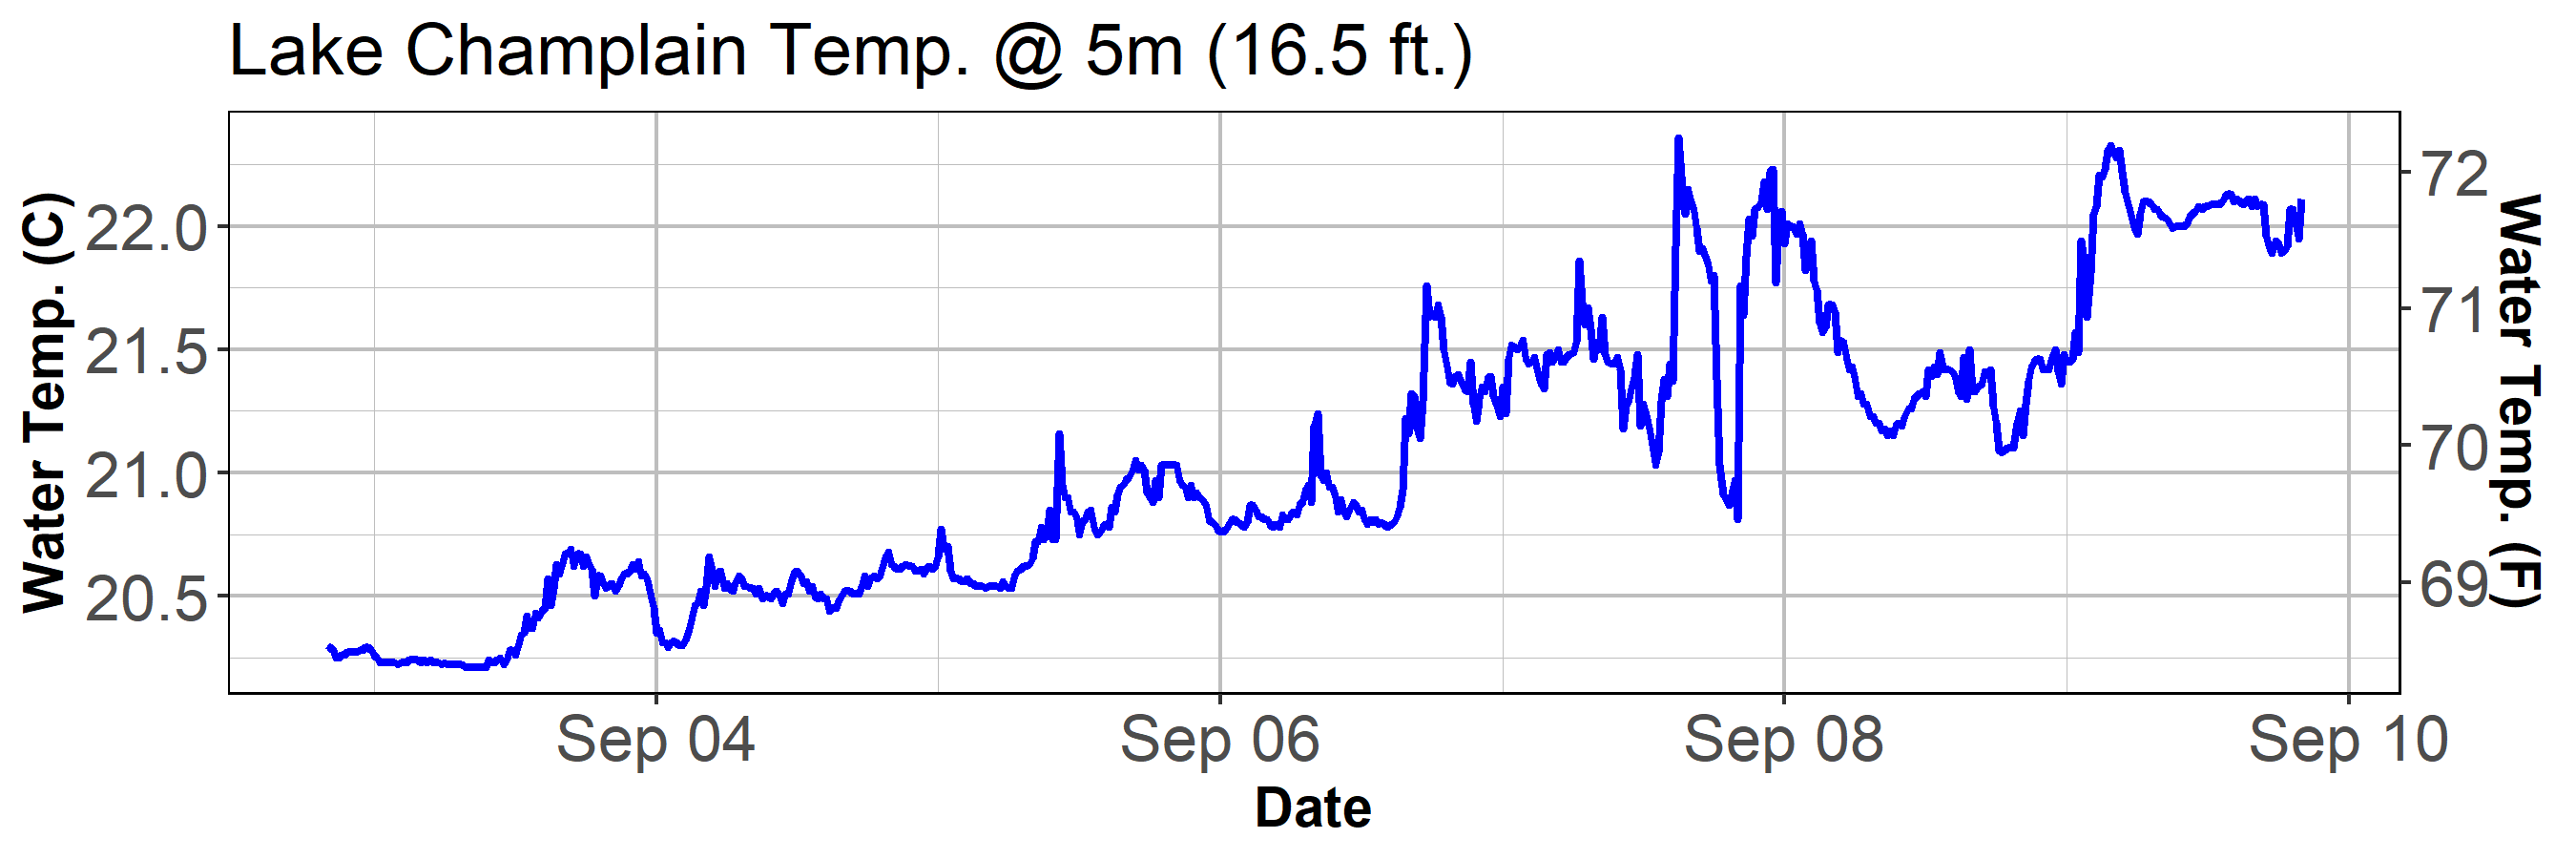 Lake Champlain Temp. @ 5m (16.5 ft.)
Water Temp. (C)
22.0
21.5
21.0
20.5
72
71
70
69
Water Temp. (F)
Sep 04 Sep 06 Sep 08 Sep 10
Date